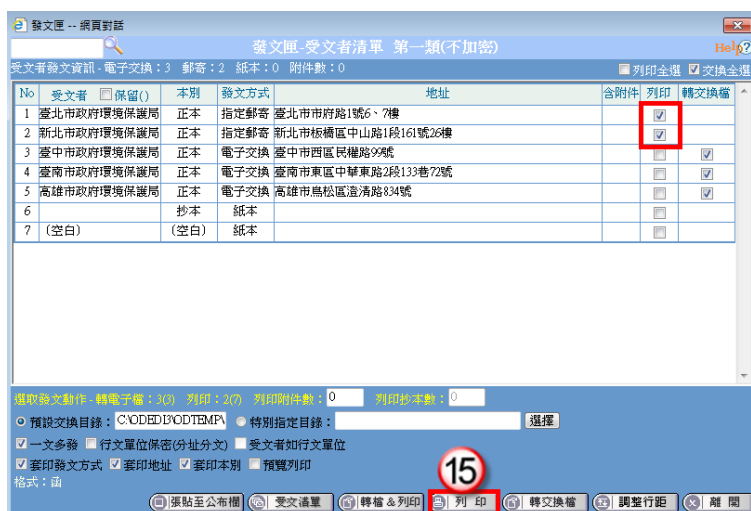 發文匣 -- 網頁對話
發文匣-受文者清單 第一類(不加密)
Help?
受文者發文資訊-電子交換：3 郵寄：2 紙本：0 附件數：0
列印全選 交換全選
No 受文者 保留() 本別 發文方式 地址 含附件 列印 轉交換檔
1 臺北市政府環境保護局 正本 指定郵寄 臺北市市府路1號6、7樓
2 新北市政府環境保護局 正本 指定郵寄 新北市板橋區中山路1段161號26樓
3 臺中市政府環境保護局 正本 電子交換 臺中市西區民權路99號
4 臺南市政府環境保護局 正本 電子交換 臺南市東區中華東路2段133巷72號
5 高雄市政府環境保護局 正本 電子交換 高雄市鳥松區澄清路834號
6 抄本 紙本
7 (空白) (空白) 紙本
選取發文動作-轉電子檔：3(3) 列印：2(7) 列印附件數：0 列印抄本數：0
預設交換目錄： C:\ODEDI3\ODTEMP\ 特別指定目錄： 選擇
一文多發 行文單位保密(分址分文) 受文者如行文單位
套印發文方式 套印地址 套印本別 預覽列印
15
格式：函
張貼至公布欄 受文清單 轉檔&列印 列 印 轉交換檔 調整行距 離 開